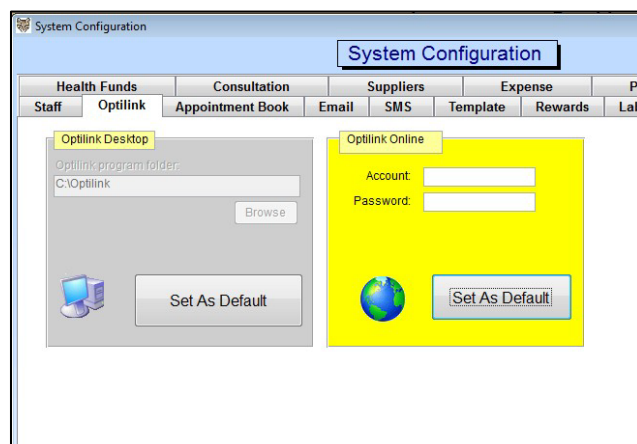 System Configuration
System Configuration
Health Funds Consultation Suppliers Expense P
Staff Optilink Appointment Book Email SMS Template Rewards Lal
Optilink Desktop
Optilink program folder:
C:\Optilink
Browse
Set As Default
Optilink Online
Account:
Password:
Set As Default